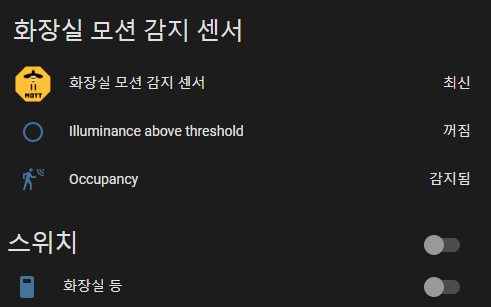 화장실 모션 감지 센서
MQTT
화장실 모션 감지 센서 최신
Illuminance above threshold 꺼짐
Occupancy 감지됨
스위치
화장실 등